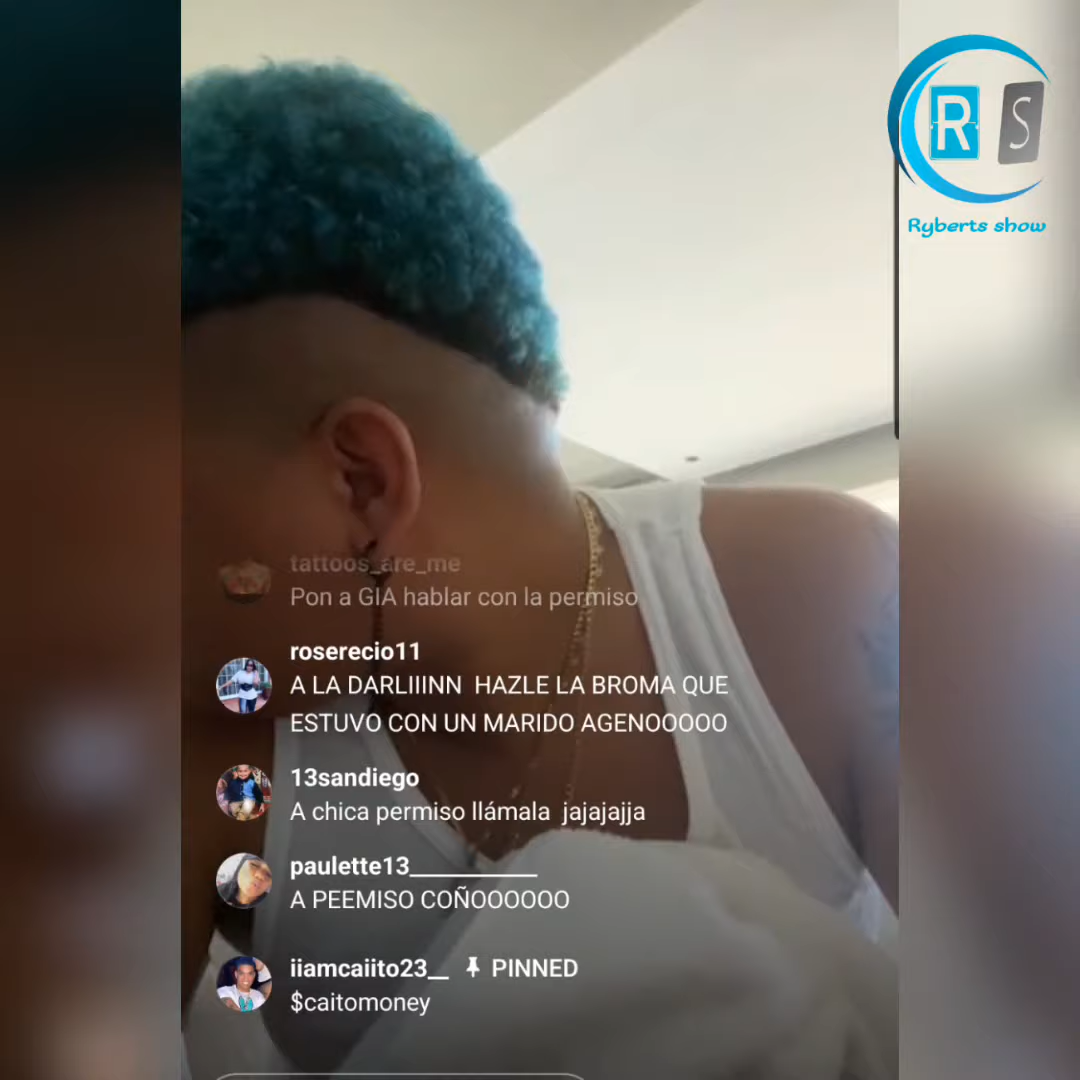 R S
Ryberts show
tattoos_are_me
Pon a GIA hablar con la permiso
roserecio11
A LA DARLIIINN HAZLE LA BROMA QUE
ESTUVO CON UN MARIDO AGENOOOOO
13sandiego
A chica permiso llámala jajajajja
paulette13___________
A PEEMISO COÑOOOOOO
iiamcaiito23__ PINNED
$caitomoney